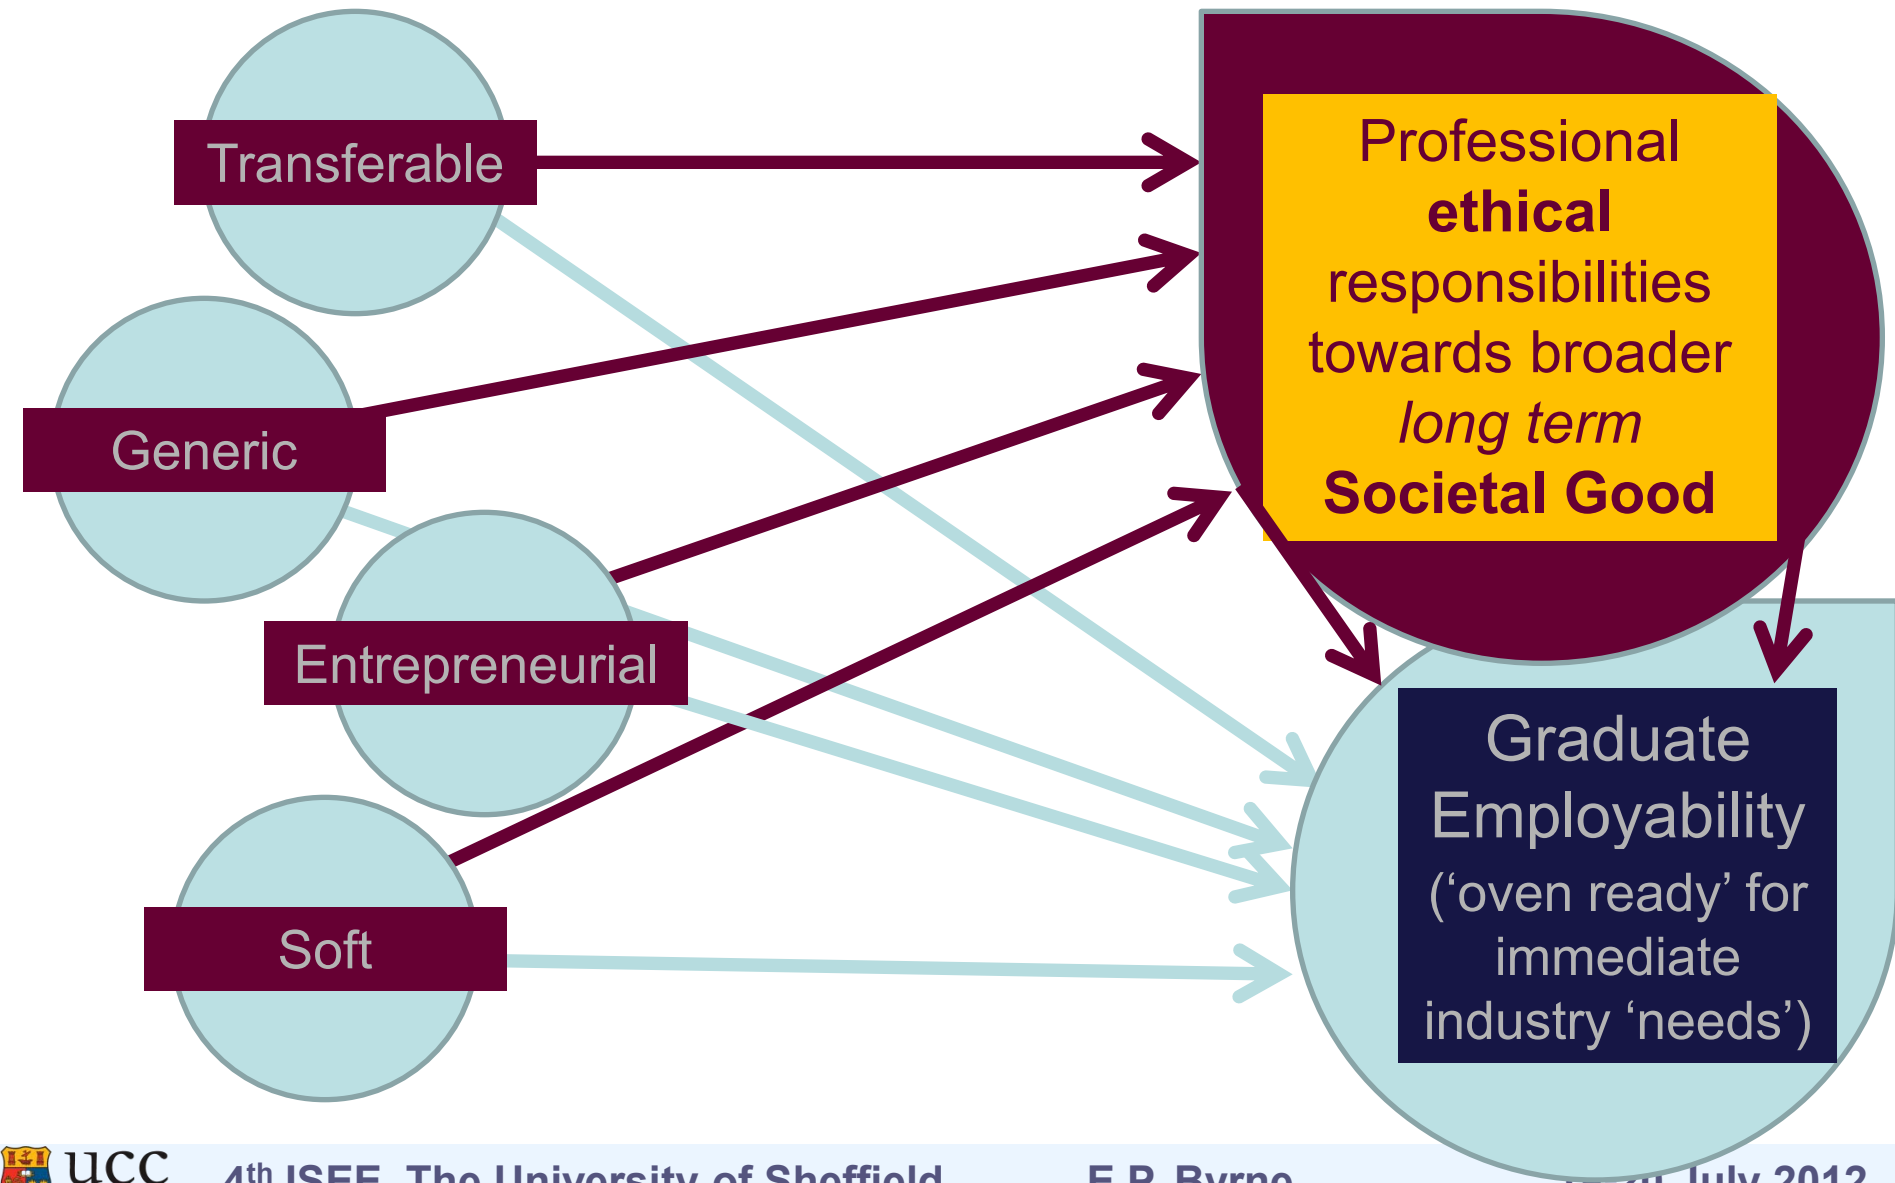 Transferable
Generic
Entrepreneurial
Soft
Professional
ethical
responsibilities
towards broader
long term
Societal Good
Graduate
Employability
(‘oven ready’ for
immediate
industry ‘needs’)
UCC
4th ISEE, The University of Sheffield E.P. Byrne July 2012